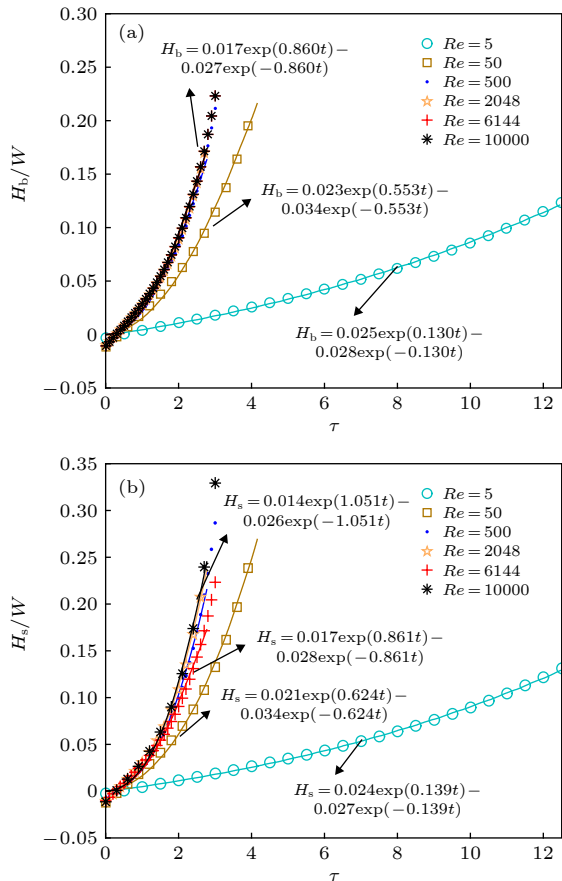 (a)
H_b=0.017exp(0.860t)−
0.027exp(−0.860t)
Re=5
Re=50
Re=500
Re=2048
Re=6144
Re=10000
H_b=0.023exp(0.553t)−
0.034exp(−0.553t)
H_b=0.025exp(0.130t)−
0.028exp(−0.130t)
H_b/W
0.30
0.25
0.20
0.15
0.10
0.05
0
−0.05
0 2 4 6 8 10 12
τ
(b)
H_s=0.014exp(1.051t)−
0.026exp(−1.051t)
Re=5
Re=50
Re=500
Re=2048
Re=6144
Re=10000
H_s=0.017exp(0.861t)−
0.028exp(−0.861t)
H_s=0.021exp(0.624t)−
0.034exp(−0.624t)
H_s=0.024exp(0.139t)−
0.027exp(−0.139t)
H_s/W
0.35
0.30
0.25
0.20
0.15
0.10
0.05
0
−0.05
0 2 4 6 8 10 12
τ